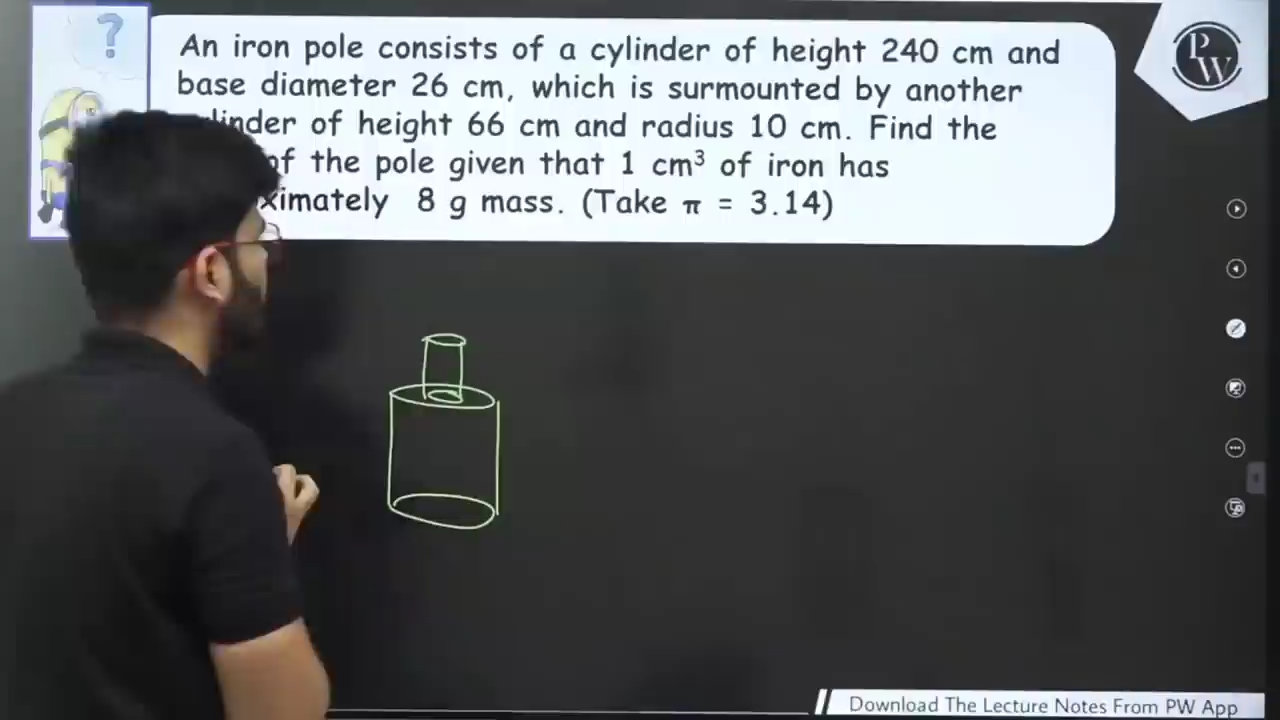 ?
An iron pole consists of a cylinder of height 240 cm and
base diameter 26 cm, which is surmounted by another
of height 66 cm and radius 10 cm. Find the
of the pole given that 1 cm³ of iron has
8 g mass. (Take π = 3.14)
PW
Download The Lecture Notes From PW App